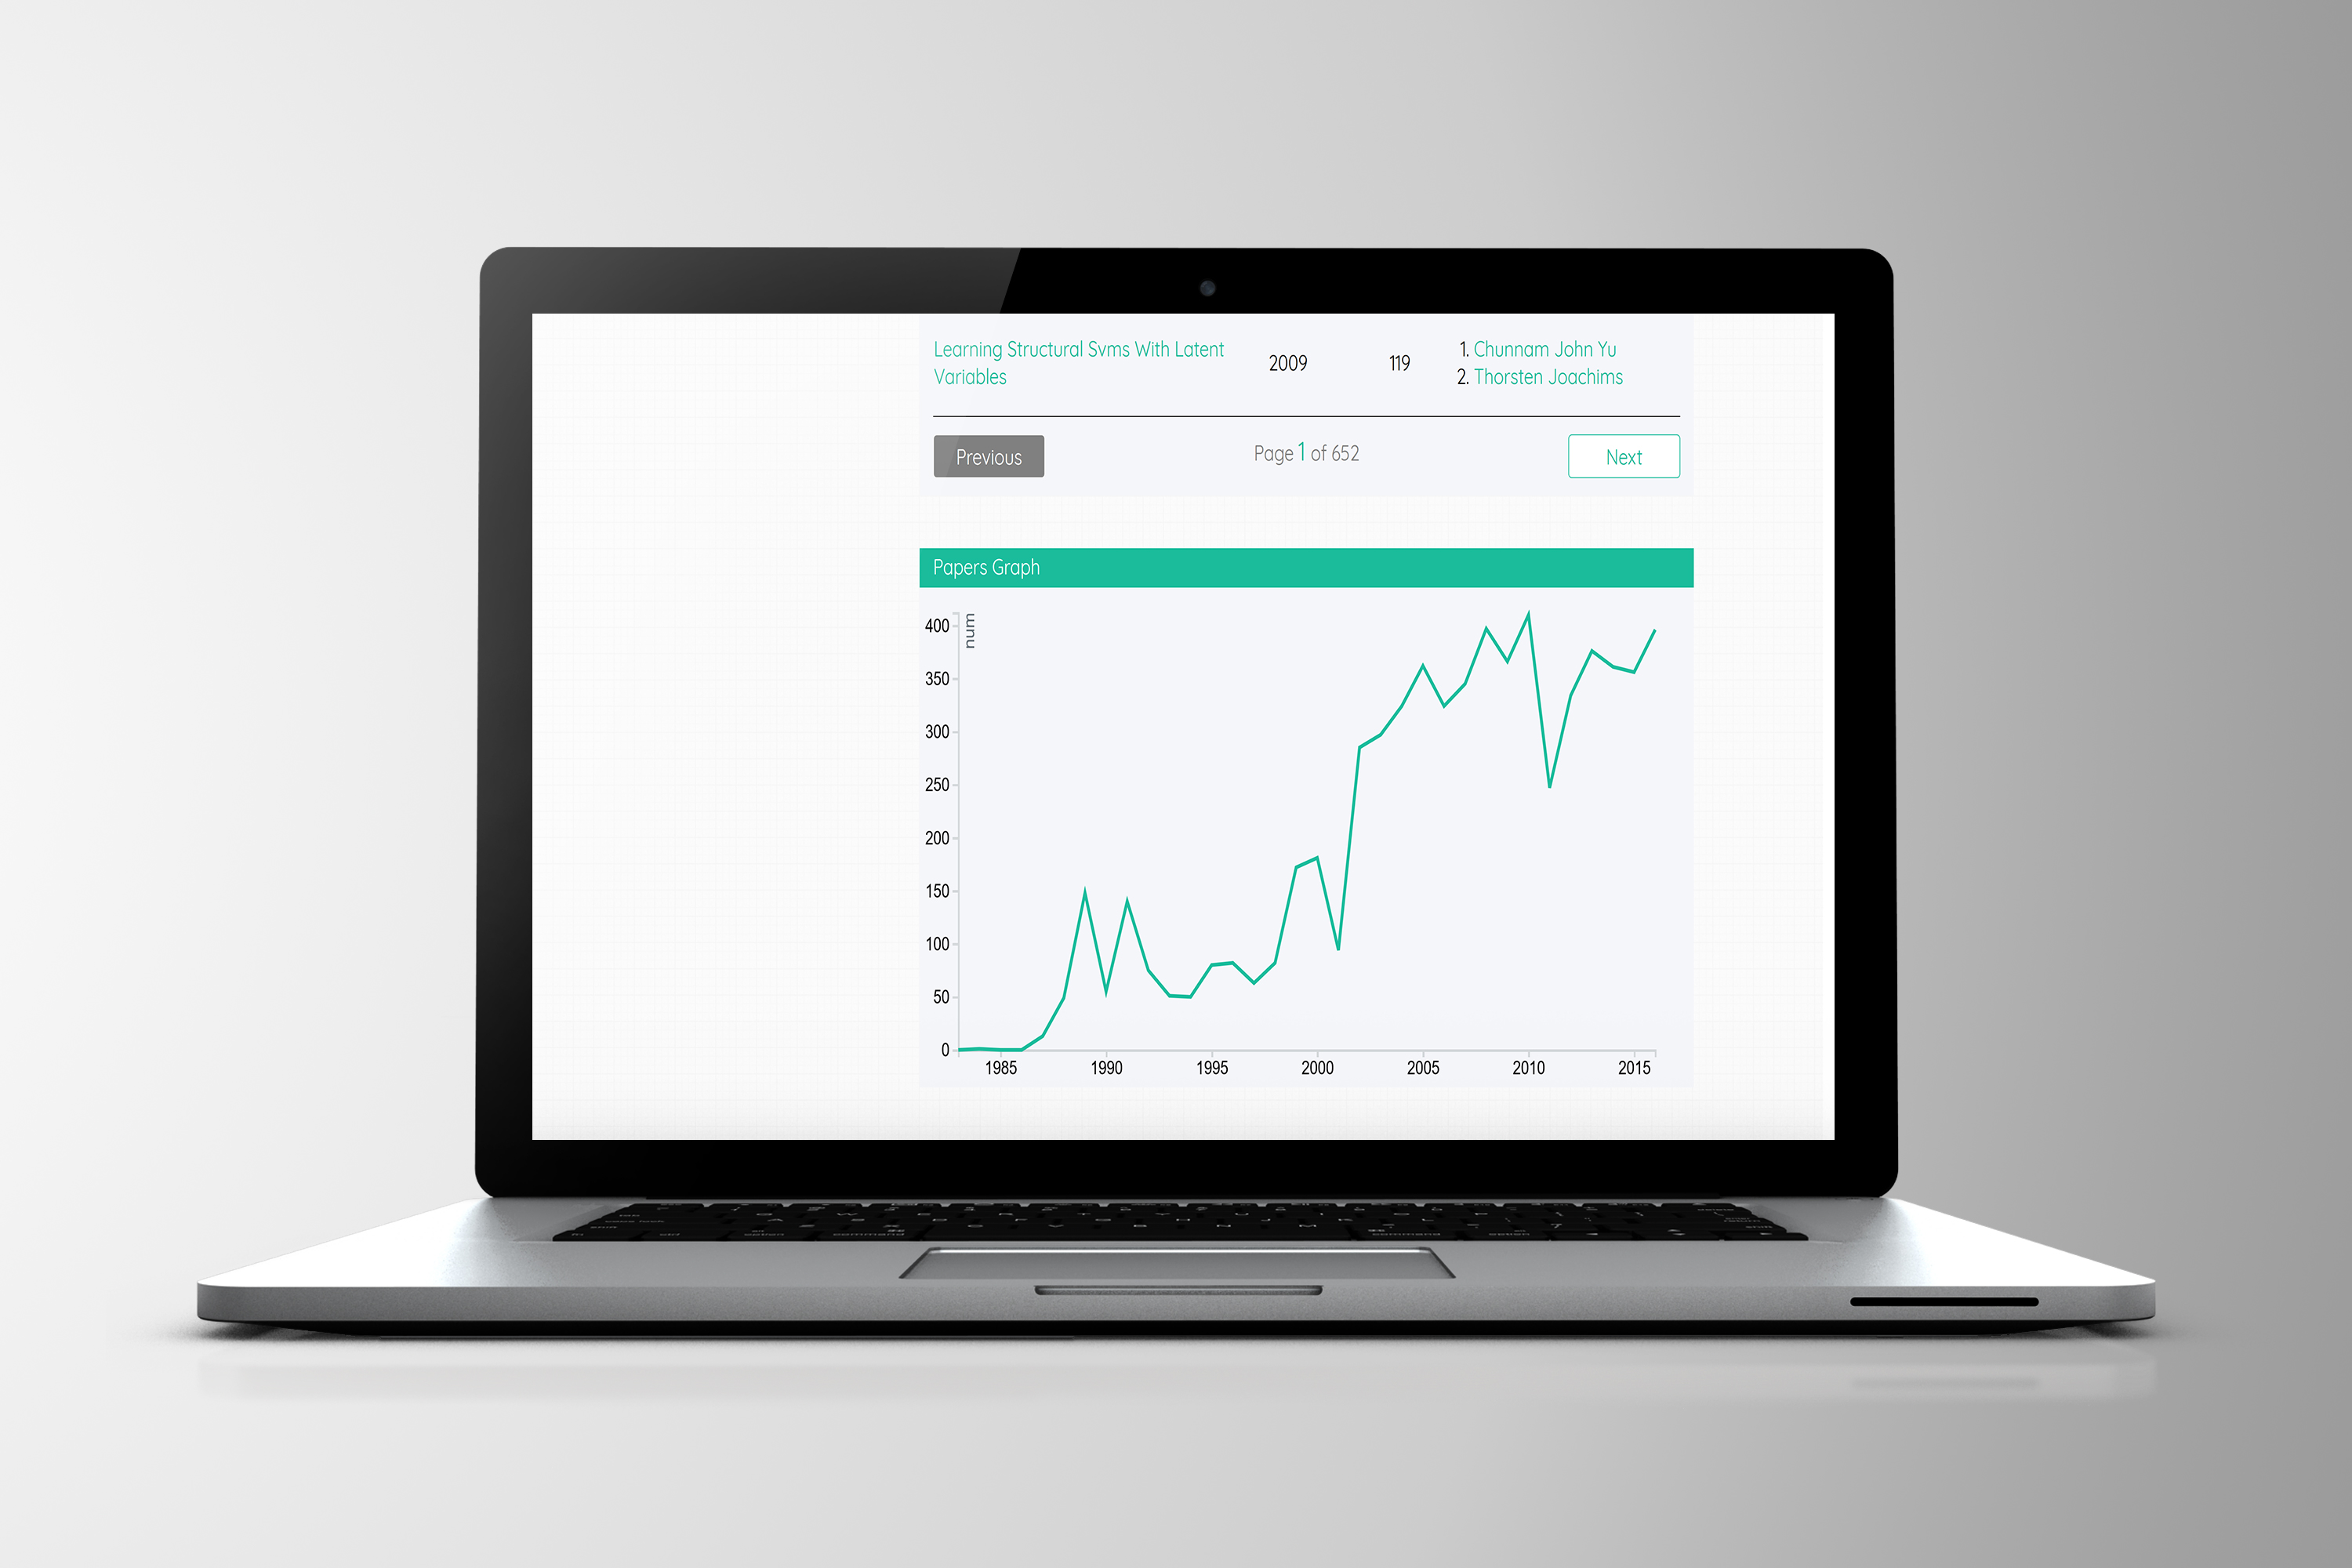 Learning Structural Svms With Latent
Variables
2009
119
1. Chunnam John Yu
2. Thorsten Joachims
Previous
Page 1 of 652
Next
Papers Graph
num
400
350
300
250
200
150
100
50
0
1985 1990 1995 2000 2005 2010 2015
command
command